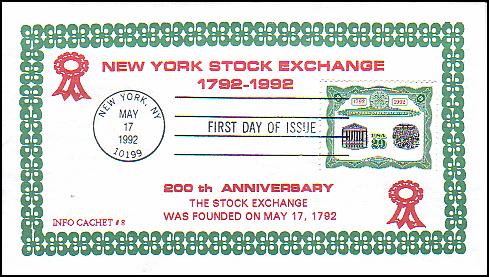 NEW YORK STOCK EXCHANGE
1792-1992
NEW YORK, NY
MAY
17
1992
10199
FIRST DAY OF ISSUE
1792 1992
USA
29
200 th ANNIVERSARY
THE STOCK EXCHANGE
WAS FOUNDED ON MAY 17, 1792
INFO CACHET # 8